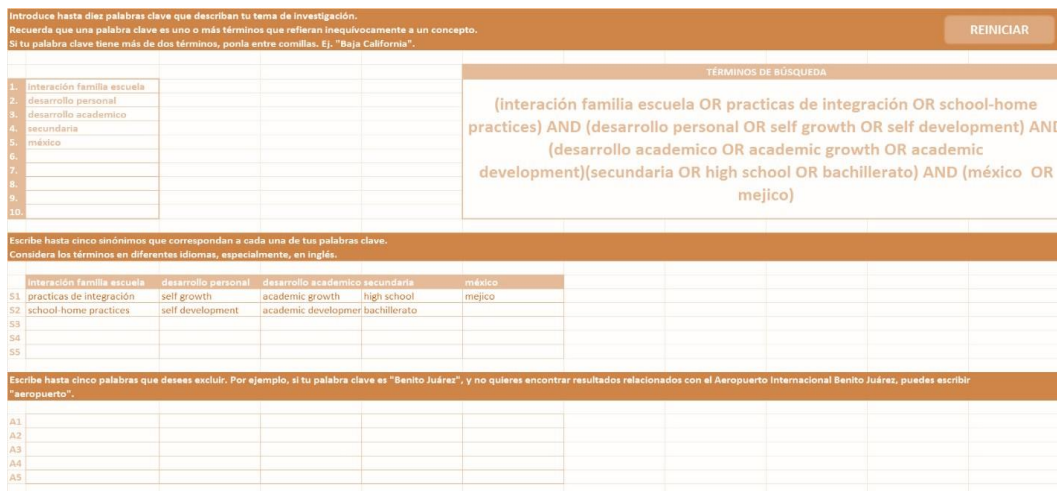 Introduce hasta diez palabras clave que describan tu tema de investigación.
Recuerda que una palabra clave es uno o más términos que refieran inequívocamente a un concepto.
Si tu palabra clave tiene más de dos términos, ponla entre comillas. Ej. "Baja California".
REINICIAR
TÉRMINOS DE BÚSQUEDA
1. interación familia escuela
2. desarrollo personal
3. desarrollo academico
4. secundaria
5. méxico
6.
7.
8.
9.
10.
(interación familia escuela OR practicas de integración OR school-home
practices) AND (desarrollo personal OR self growth OR self development) AND
(desarrollo academico OR academic growth OR academic
development)(secundaria OR high school OR bachillerato) AND (méxico OR
mejico)
Escribe hasta cinco sinónimos que correspondan a cada una de tus palabras clave.
Considera los términos en diferentes idiomas, especialmente, en inglés.
interación familia escuela desarrollo personal desarrollo academico secundaria méxico
S1 practicas de integración self growth academic growth high school mejico
S2 school-home practices self development academic developmer bachillerato
S3
S4
S5
Escribe hasta cinco palabras que desees excluir. Por ejemplo, si tu palabra clave es "Benito Juárez", y no quieres encontrar resultados relacionados con el Aeropuerto Internacional Benito Juárez, puedes escribir
"aeropuerto".
A1
A2
A3
A4
A5